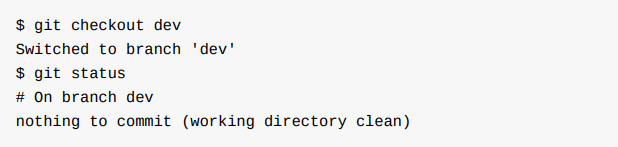 $ git checkout dev
Switched to branch 'dev'
$ git status
# On branch dev
nothing to commit (working directory clean)